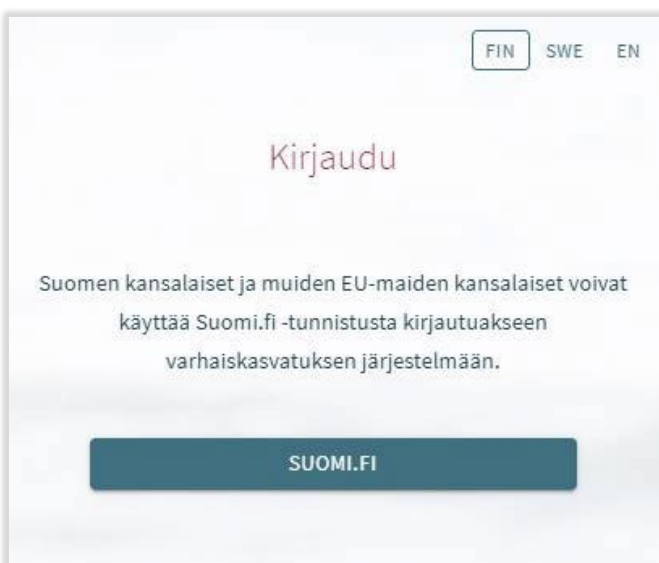 FIN SWE EN
Kirjaudu
Suomen kansalaiset ja muiden EU-maiden kansalaiset voivat
käyttää Suomi.fi -tunnistusta kirjautuakseen
varhaiskasvatuksen järjestelmään.
SUOMI.FI